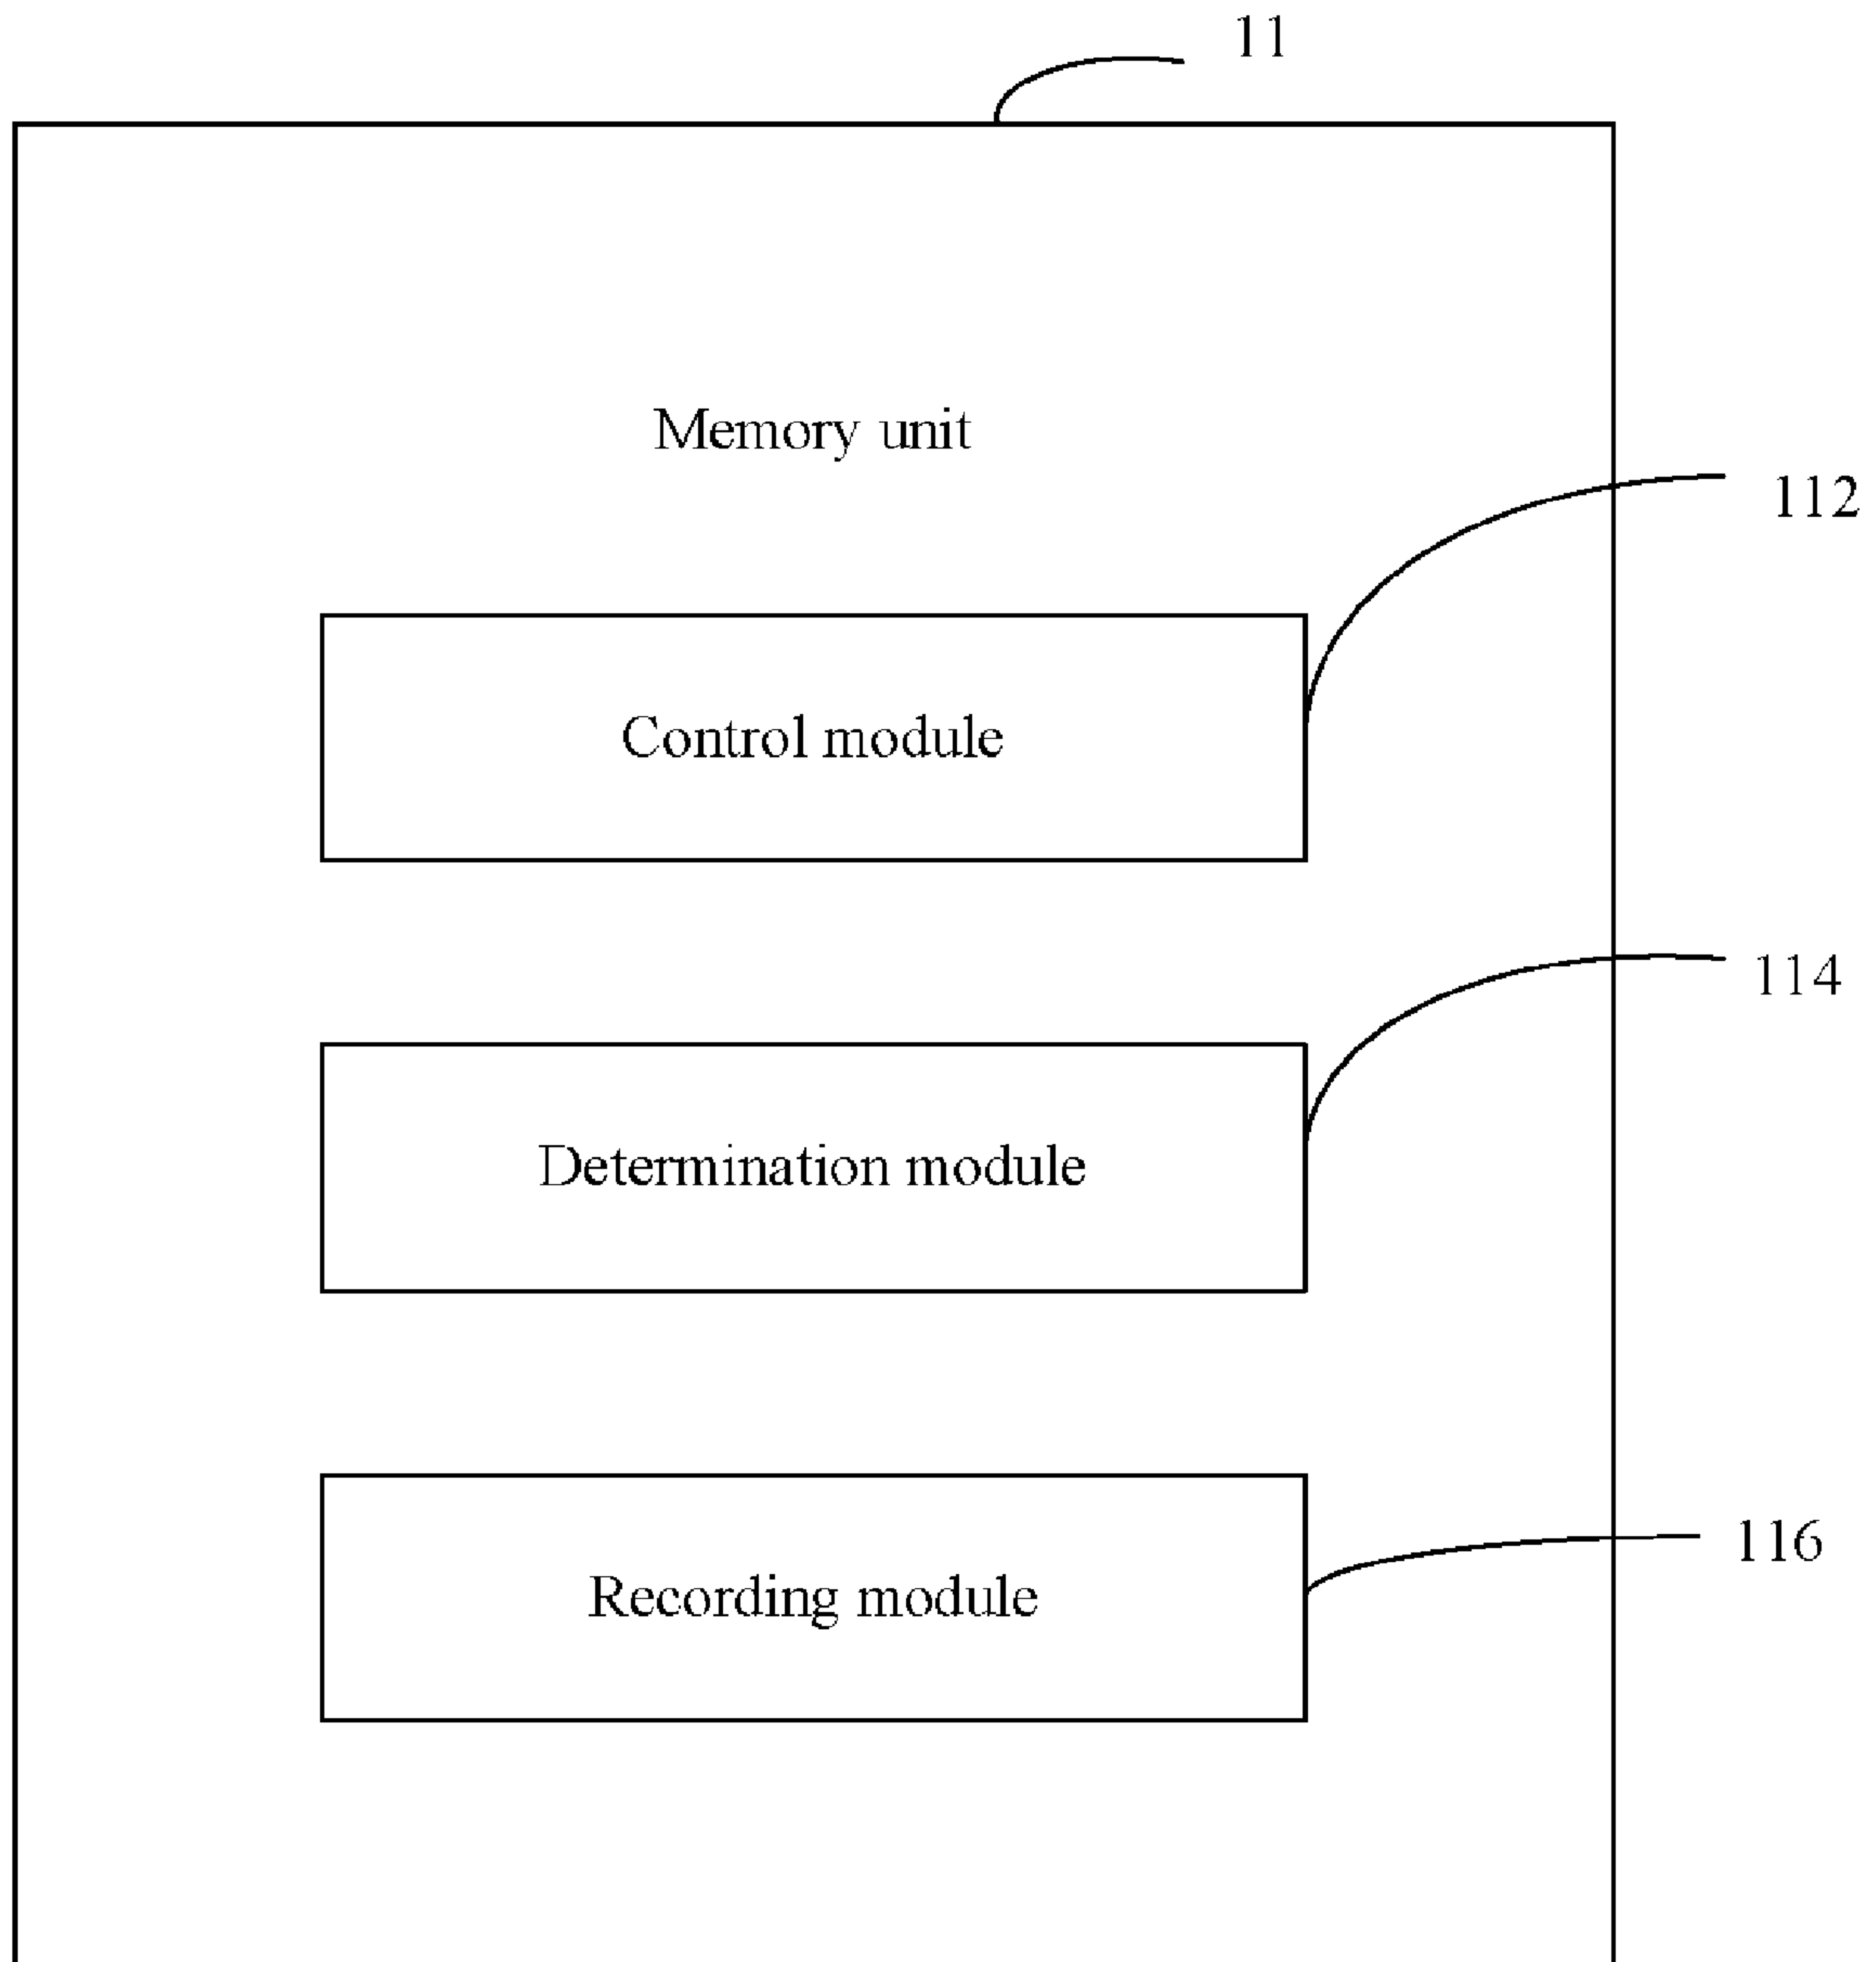 11
Memory unit
112
Control module
114
Determination module
116
Recording module